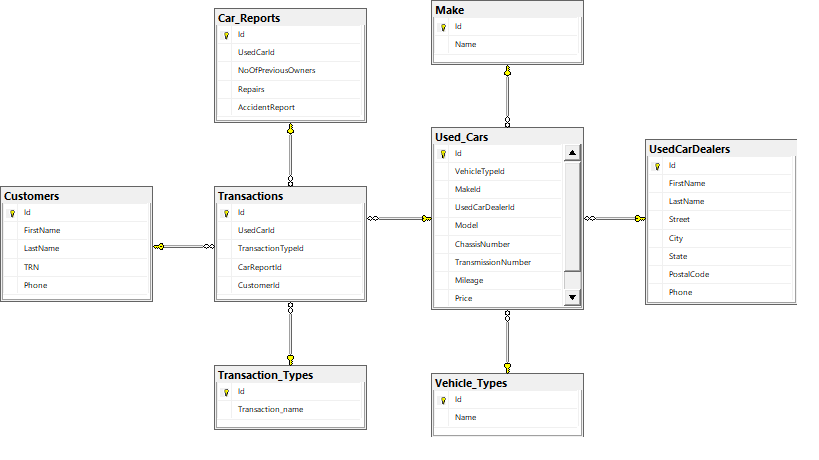 Car_Reports
Id
UsedCarId
NoOfPreviousOwners
Repairs
AccidentReport
Make
Id
Name
Customers
Id
FirstName
LastName
TRN
Phone
Transactions
Id
UsedCarId
TransactionTypeId
CarReportId
CustomerId
Used_Cars
Id
VehicleTypeId
MakeId
UsedCarDealerId
Model
ChassisNumber
TransmissionNumber
Mileage
Price
UsedCarDealers
Id
FirstName
LastName
Street
City
State
PostalCode
Phone
Transaction_Types
Id
Transaction_name
Vehicle_Types
Id
Name